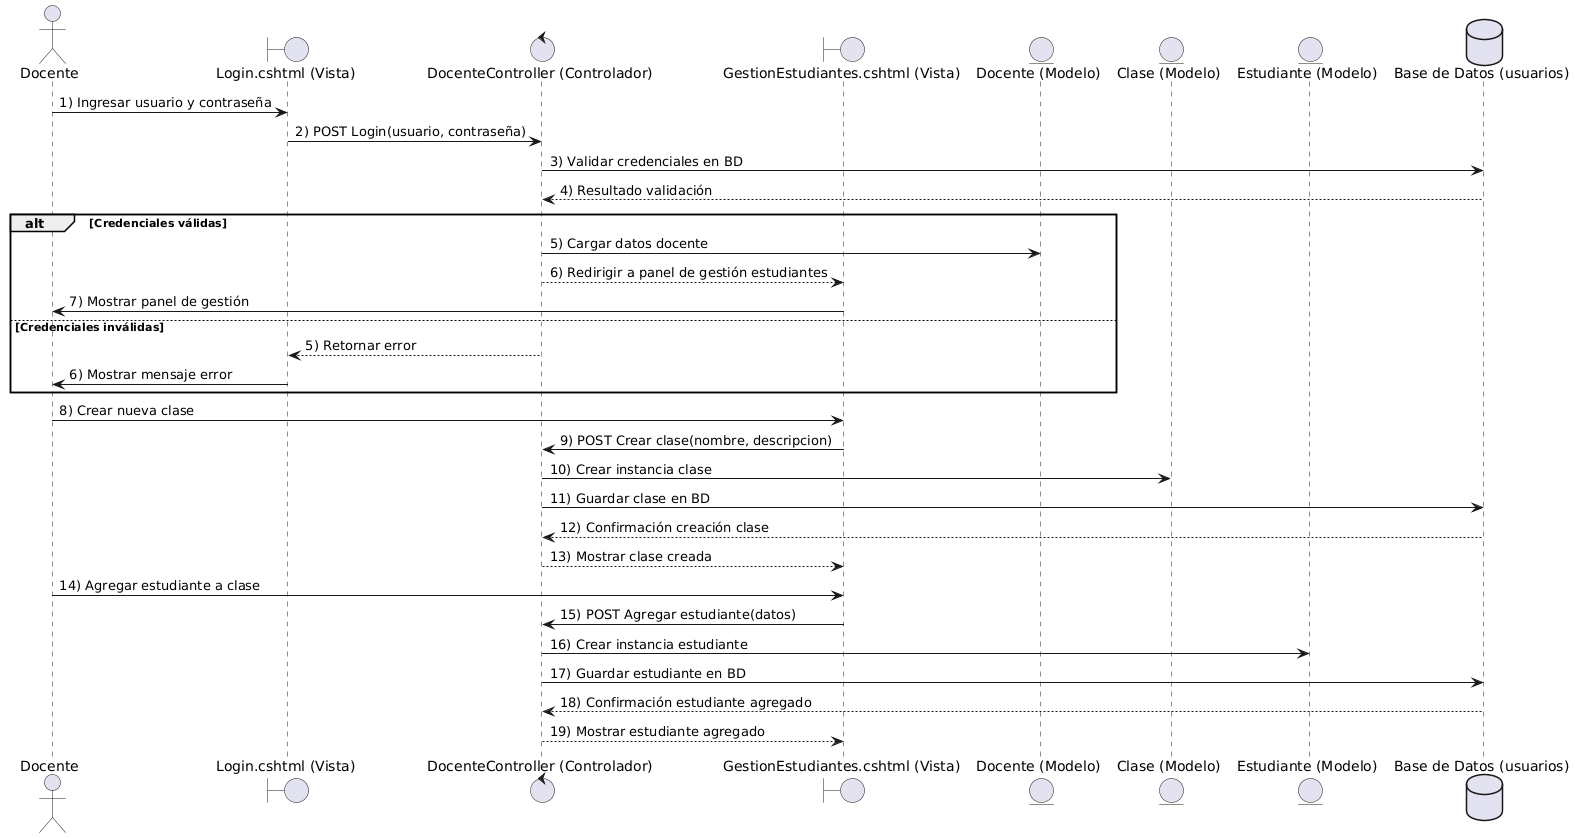 Docente
Login.cshtml (Vista)
DocenteController (Controlador)
GestionEstudiantes.cshtml (Vista)
Docente (Modelo)
Clase (Modelo)
Estudiante (Modelo)
Base de Datos (usuarios)
1) Ingresar usuario y contraseña
2) POST Login(usuario, contraseña)
3) Validar credenciales en BD
4) Resultado validación
alt
[Credenciales válidas]
5) Cargar datos docente
6) Redirigir a panel de gestión estudiantes
7) Mostrar panel de gestión
[Credenciales inválidas]
5) Retornar error
6) Mostrar mensaje error
8) Crear nueva clase
9) POST Crear clase(nombre, descripcion)
10) Crear instancia clase
11) Guardar clase en BD
12) Confirmación creación clase
13) Mostrar clase creada
14) Agregar estudiante a clase
15) POST Agregar estudiante(datos)
16) Crear instancia estudiante
17) Guardar estudiante en BD
18) Confirmación estudiante agregado
19) Mostrar estudiante agregado
Docente
Login.cshtml (Vista)
DocenteController (Controlador)
GestionEstudiantes.cshtml (Vista)
Docente (Modelo)
Clase (Modelo)
Estudiante (Modelo)
Base de Datos (usuarios)